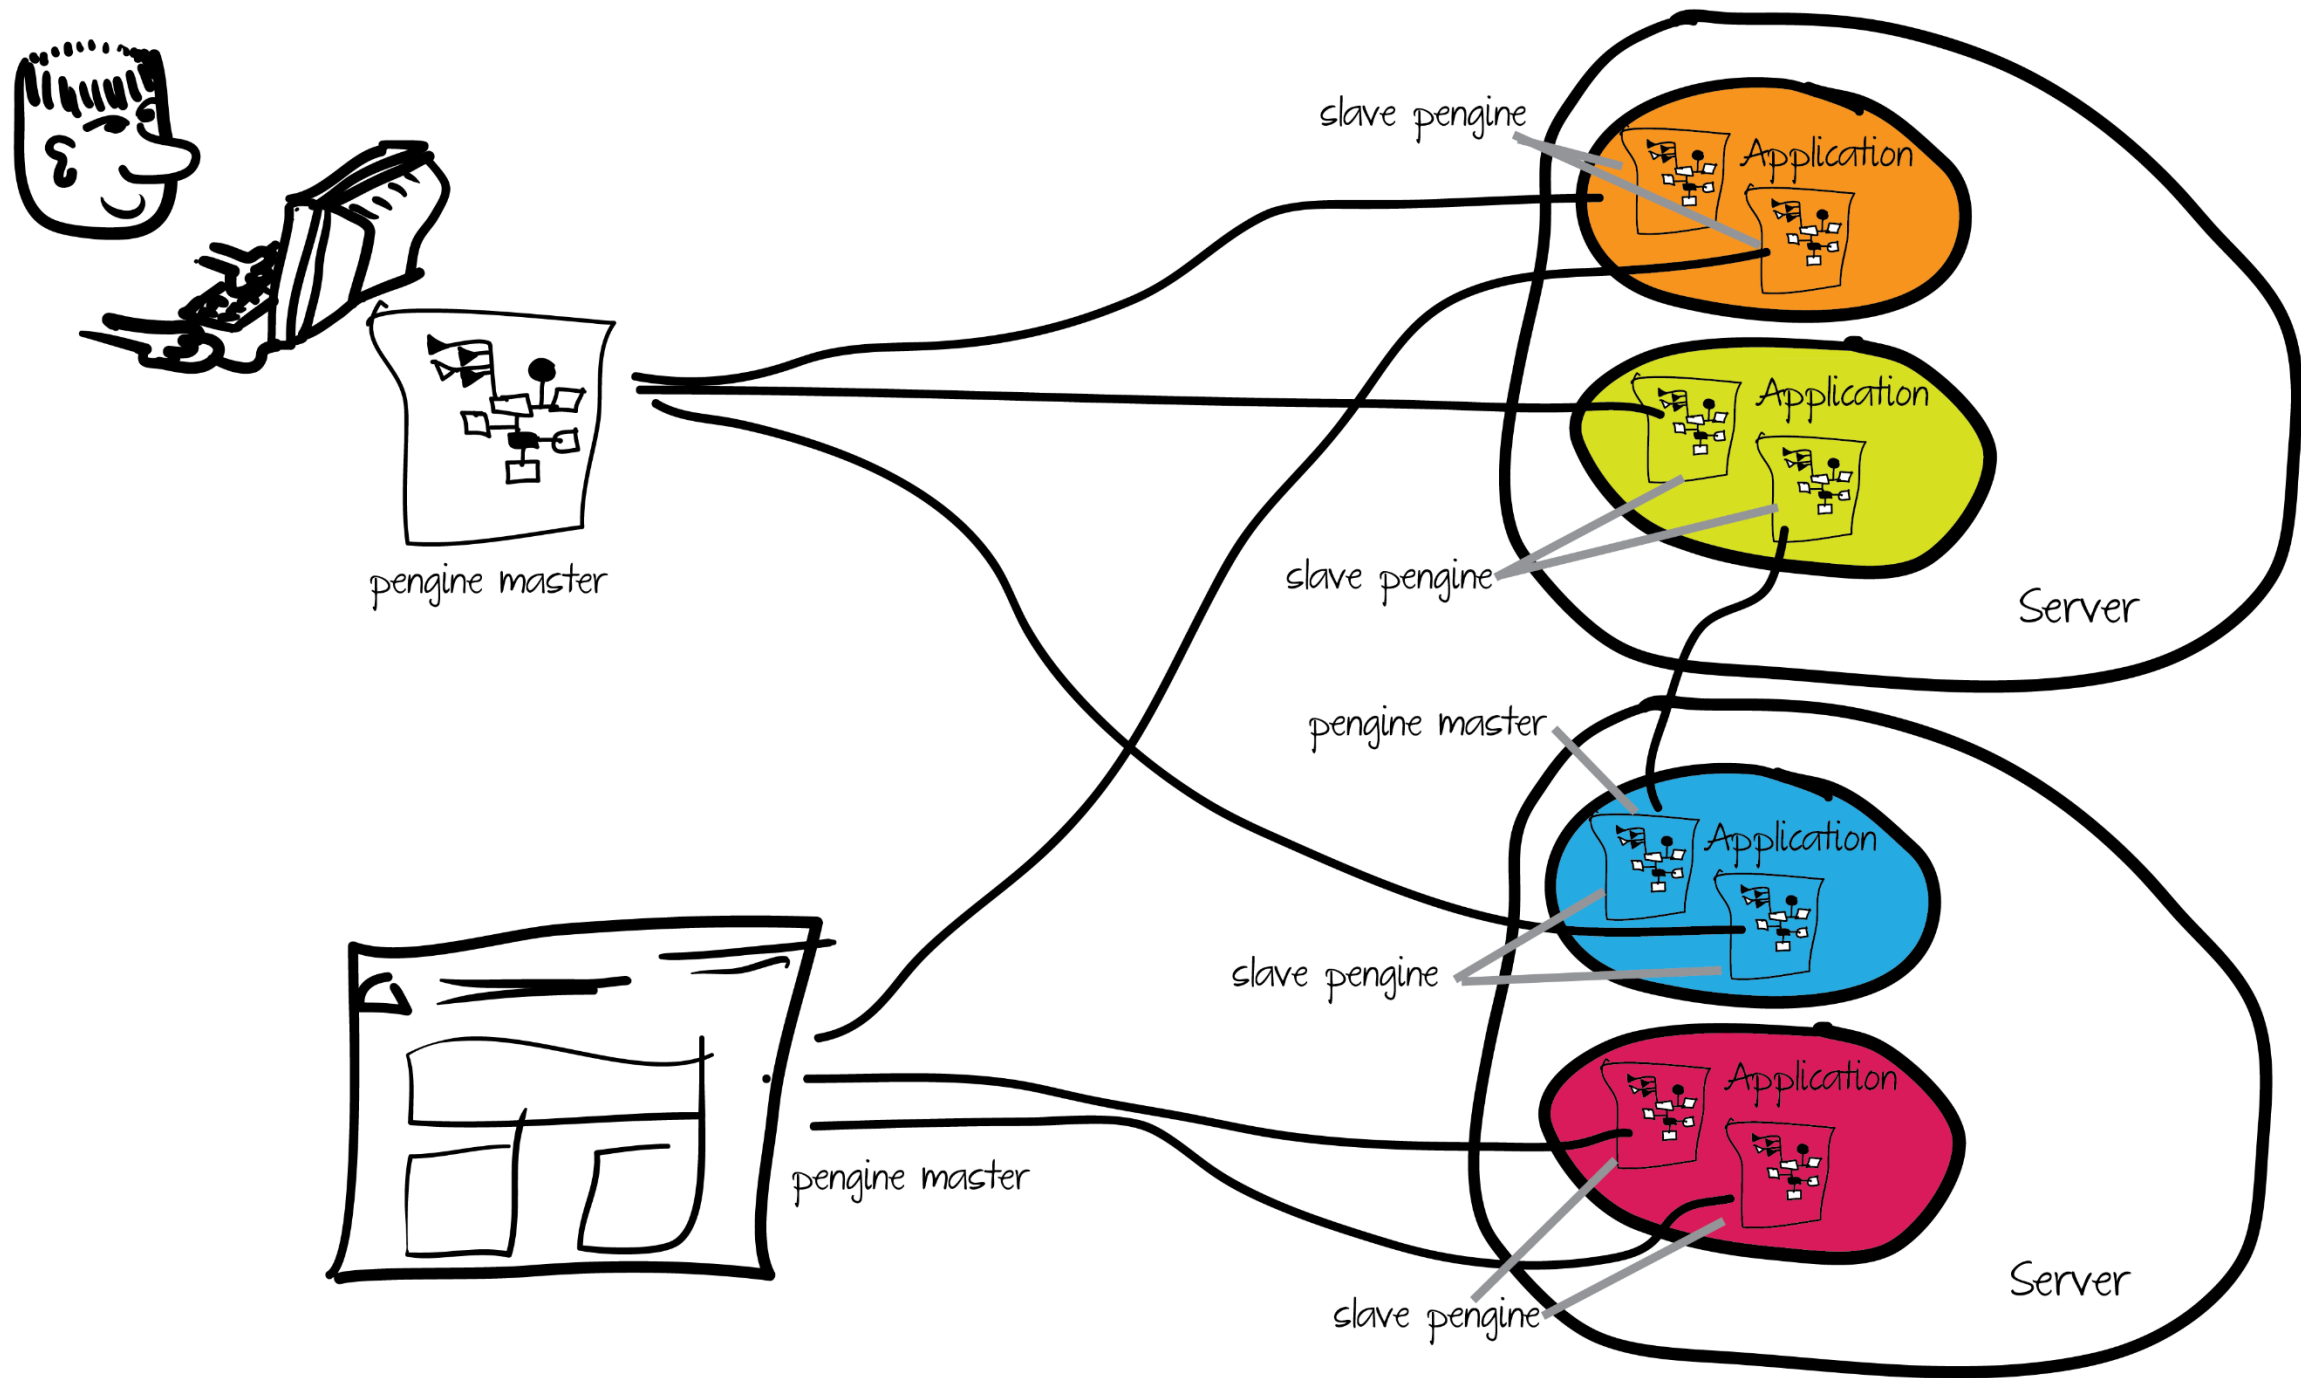 slave pengine
Application
Application
pengine master
slave pengine
Server
pengine master
Application
slave pengine
Application
pengine master
Server
slave pengine